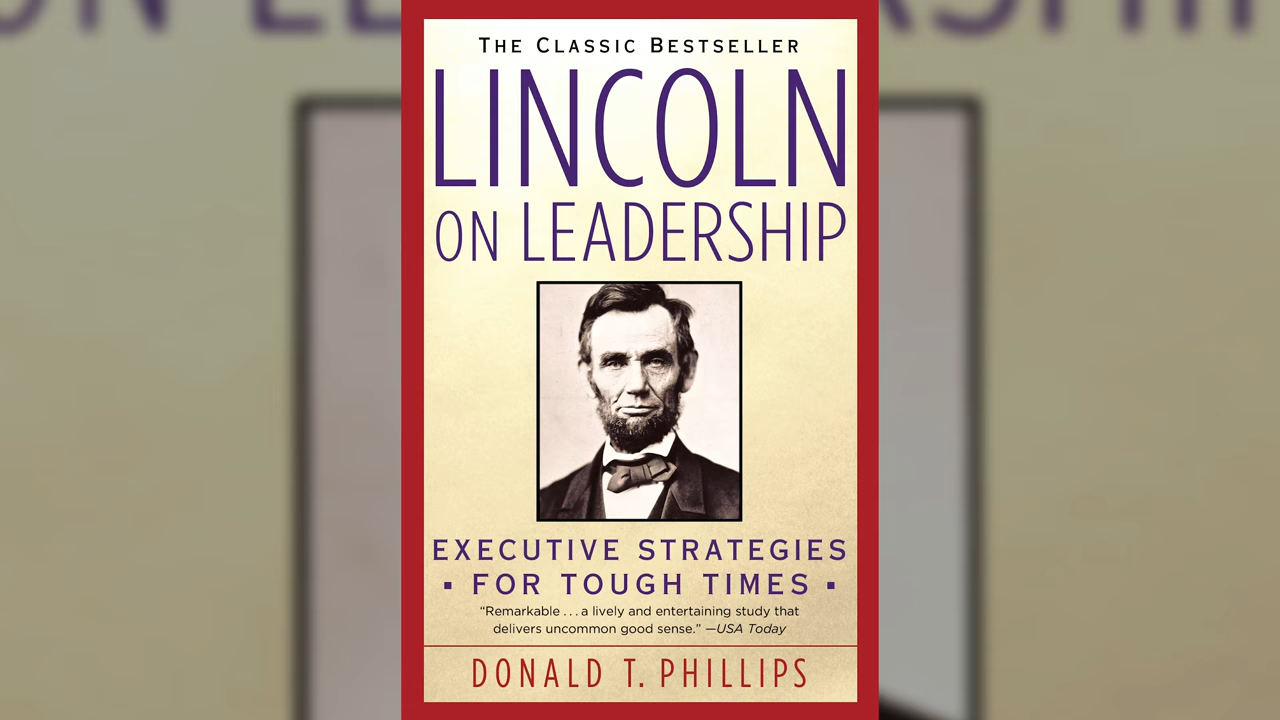 THE CLASSIC BESTSELLER
LINCOLN
ON LEADERSHIP
EXECUTIVE STRATEGIES
▪ FOR TOUGH TIMES ▪
“Remarkable . . . a lively and entertaining study that
delivers uncommon good sense.” —USA Today
DONALD T. PHILLIPS